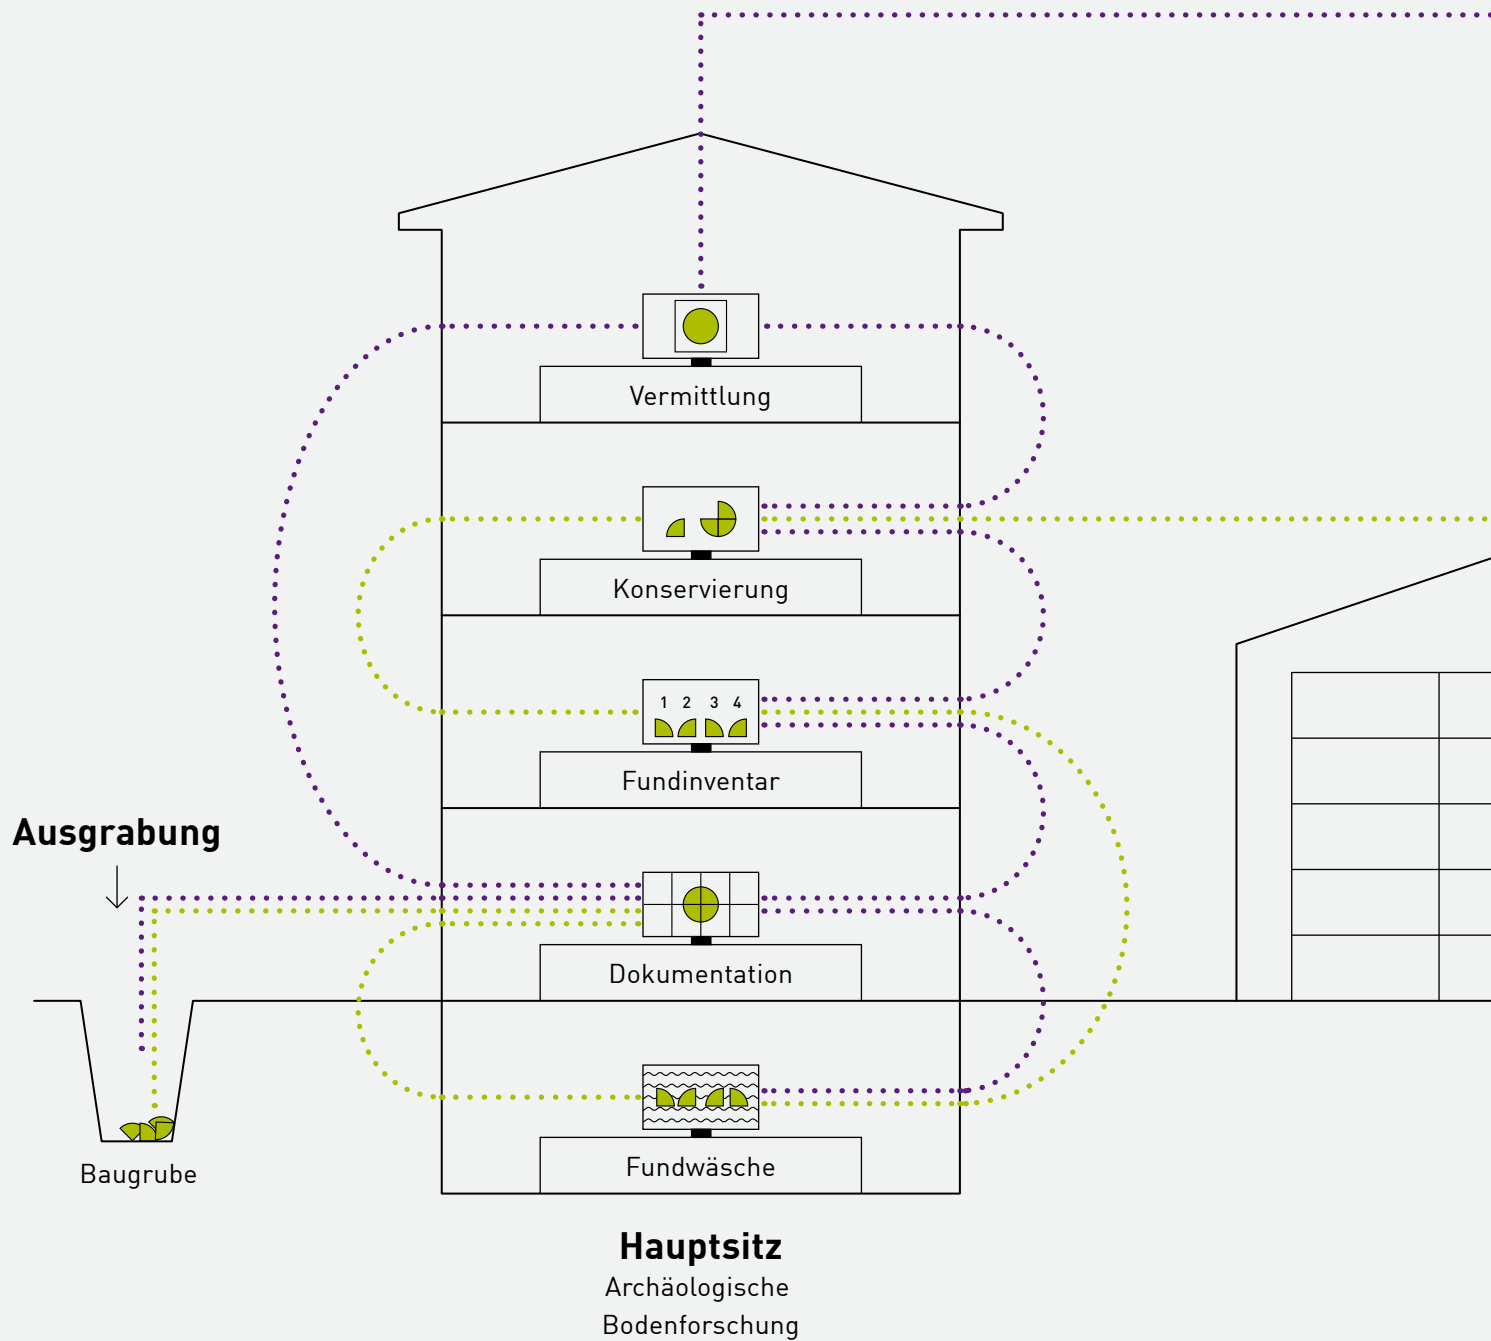 Vermittlung
Konservierung
1 2 3 4
Fundinventar
Ausgrabung
Dokumentation
Baugrube
Fundwäsche
Hauptsitz
Archäologische
Bodenforschung